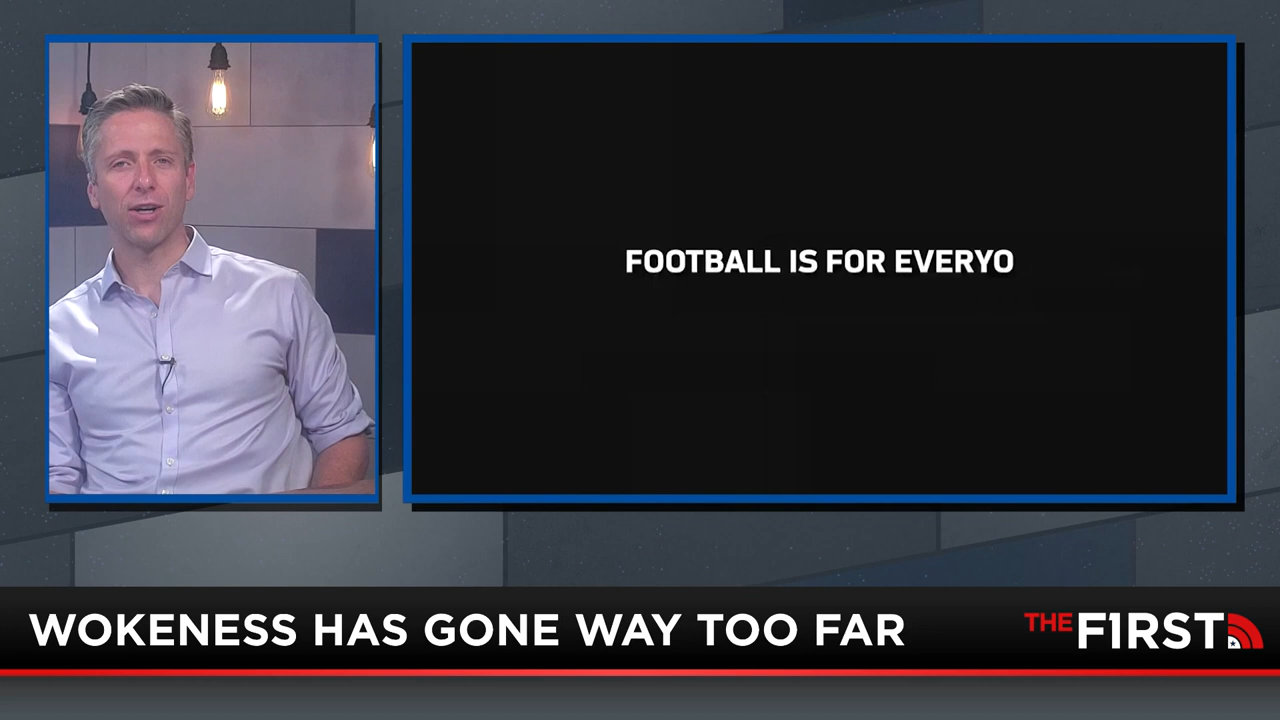 FOOTBALL IS FOR EVERYO
WOKENESS HAS GONE WAY TOO FAR
THE F1RST